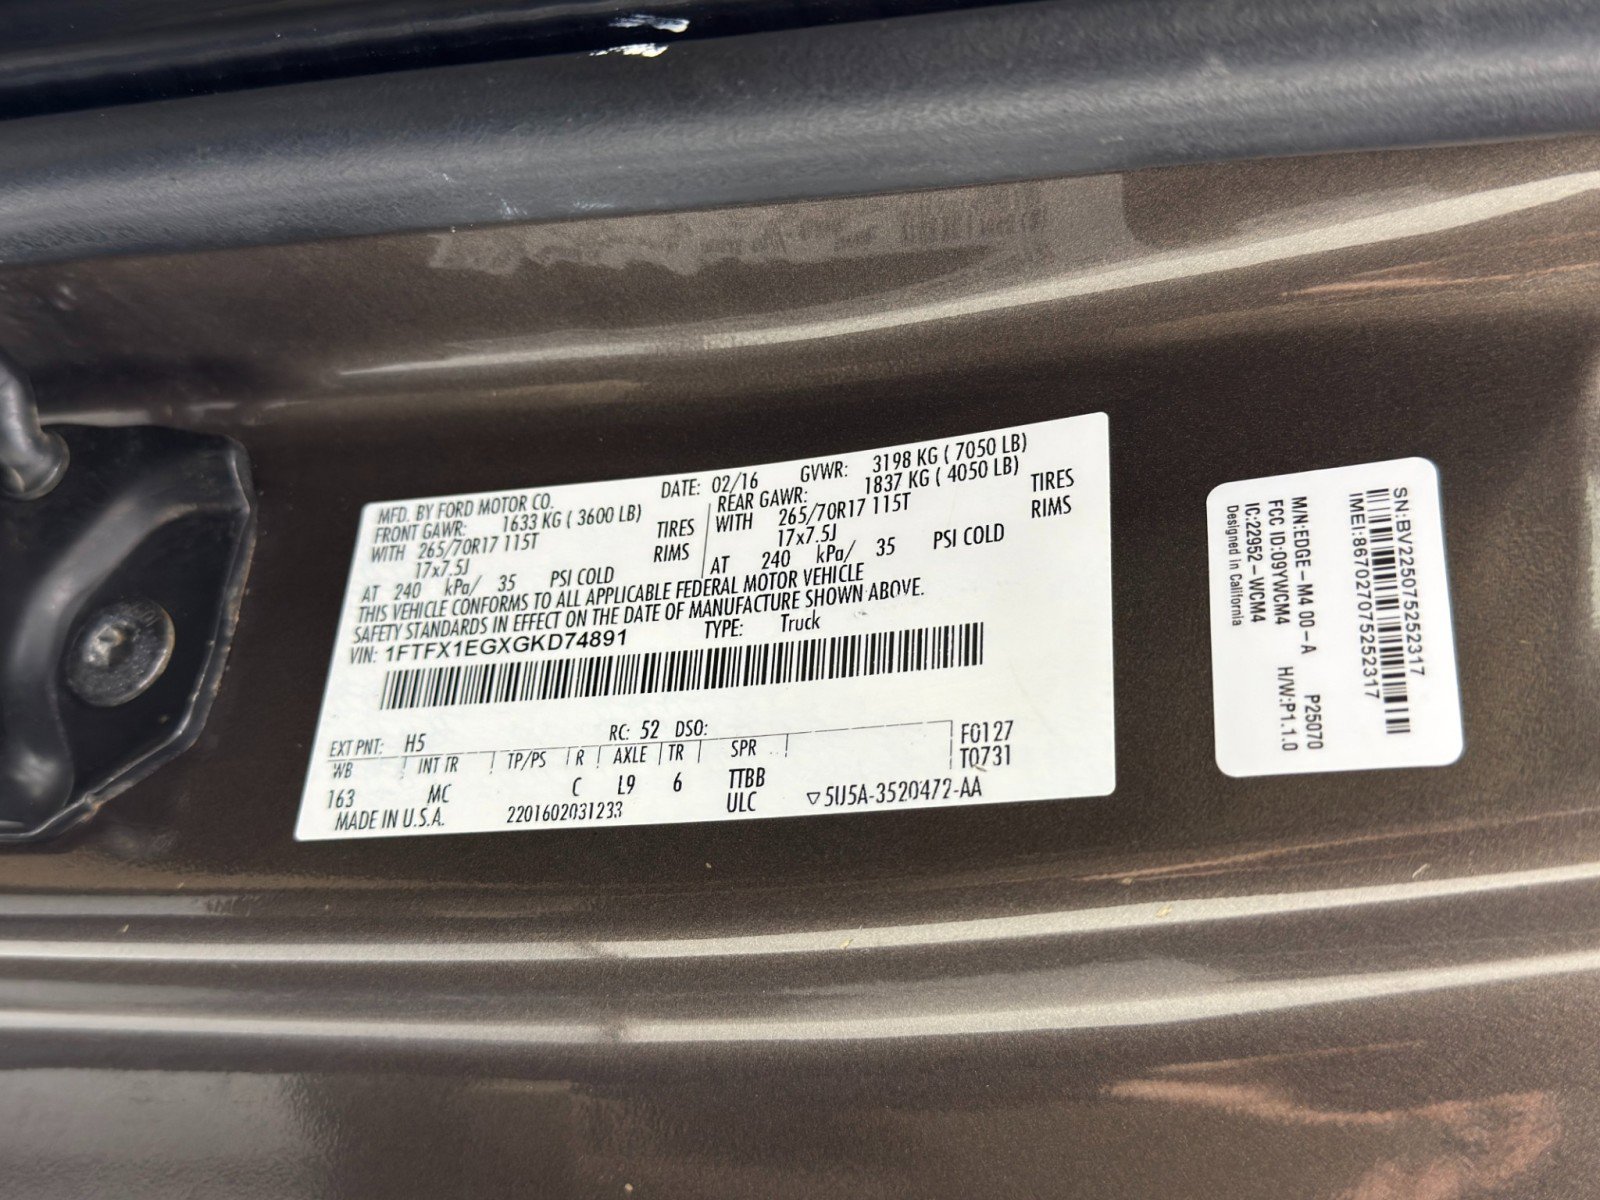 MFD. BY FORD MOTOR CO.
DATE: 02/16 GVWR: 3198 KG ( 7050 LB)
FRONT GAWR: 1633 KG ( 3600 LB)
WITH 265/70R17 115T TIRES
17x7.5J RIMS
AT 240 kPa/ 35 PSI COLD
REAR GAWR: 1837 KG ( 4050 LB)
WITH 265/70R17 115T TIRES
17x7.5J RIMS
AT 240 kPa/ 35 PSI COLD
THIS VEHICLE CONFORMS TO ALL APPLICABLE FEDERAL MOTOR VEHICLE
SAFETY STANDARDS IN EFFECT ON THE DATE OF MANUFACTURE SHOWN ABOVE.
VIN: 1FTFX1EGXGKD74891 TYPE: Truck
EXT PNT: H5 RC: 52 DSO: F0127
WB INT TR TP/PS R AXLE TR SPR T0731
163 MC C L9 6 TTBB
MADE IN U.S.A. 2201602031233 ULC ▽5U5A-3520472-AA
SN:BV225075252317
IMEI:867027075252317
M/N:EDGE-M4 00-A P25070
FCC ID:O9YWCM4 H/W:P1.1.0
IC:22952-WCM4
Designed in California